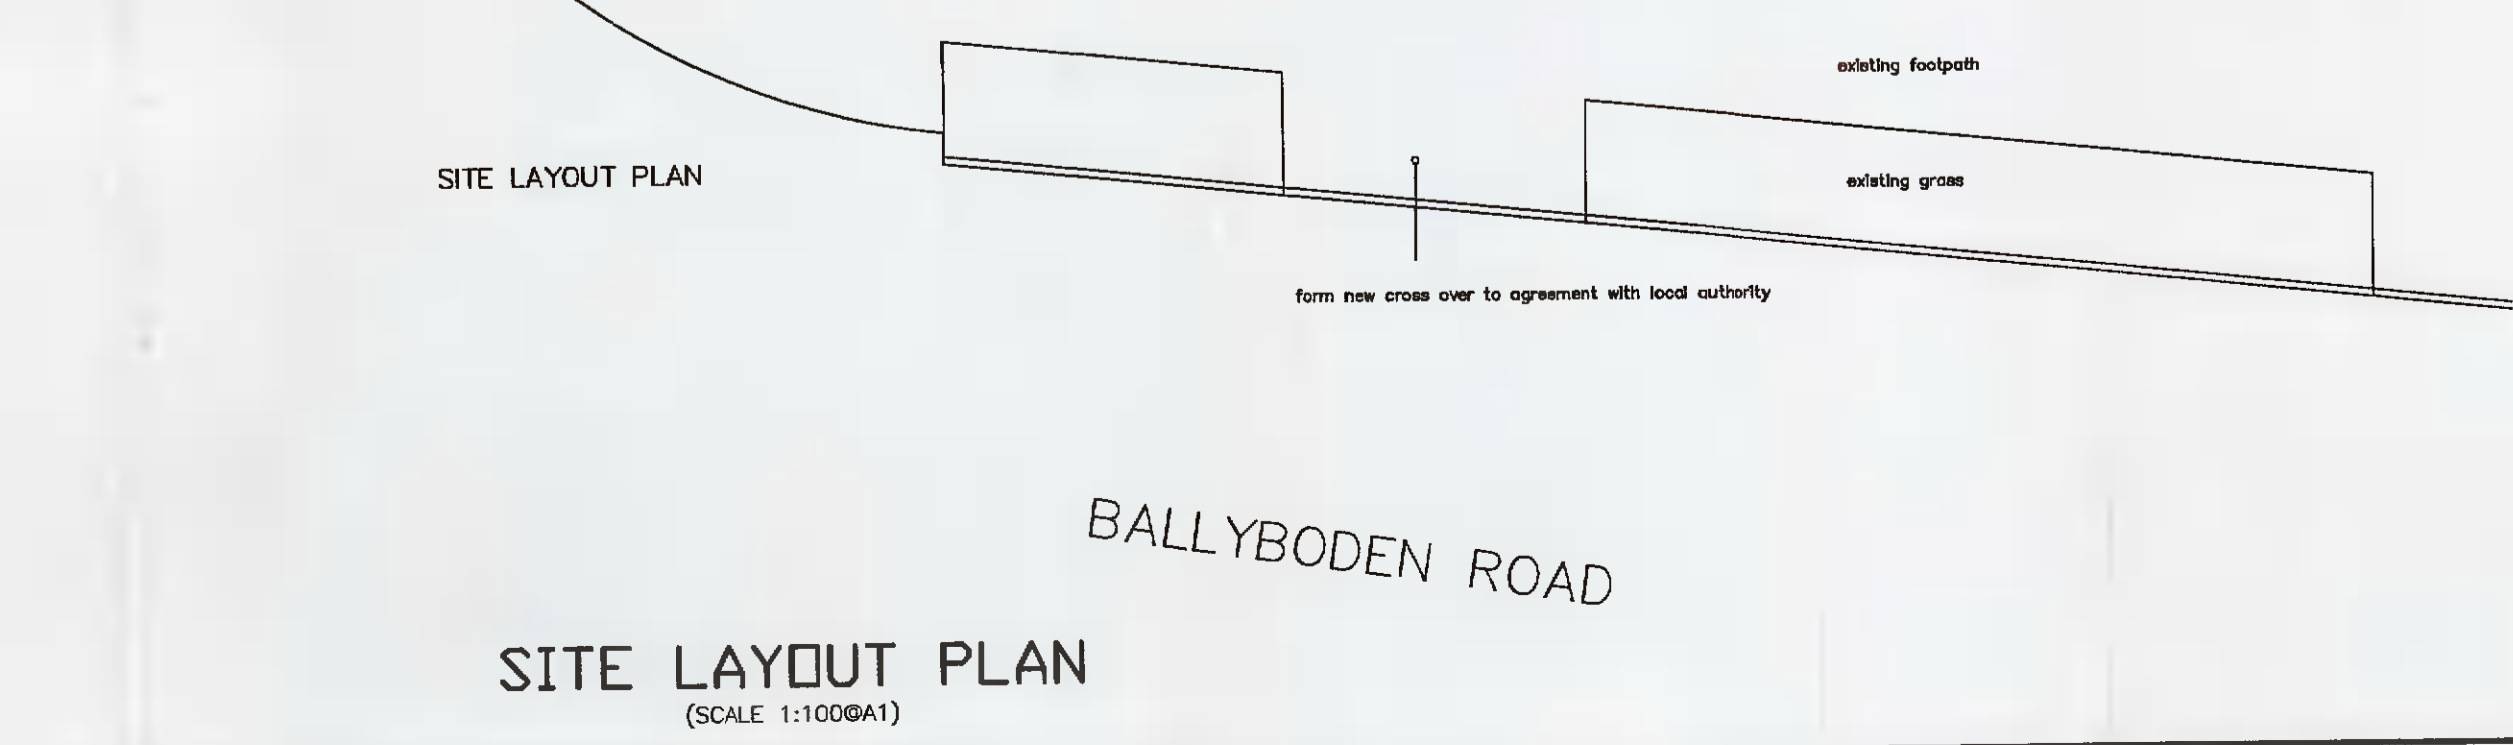 existing footpath
SITE LAYOUT PLAN
existing grass
form new cross over to agreement with local authority
BALLYBODEN ROAD
SITE LAYOUT PLAN
(SCALE 1:100@A1)